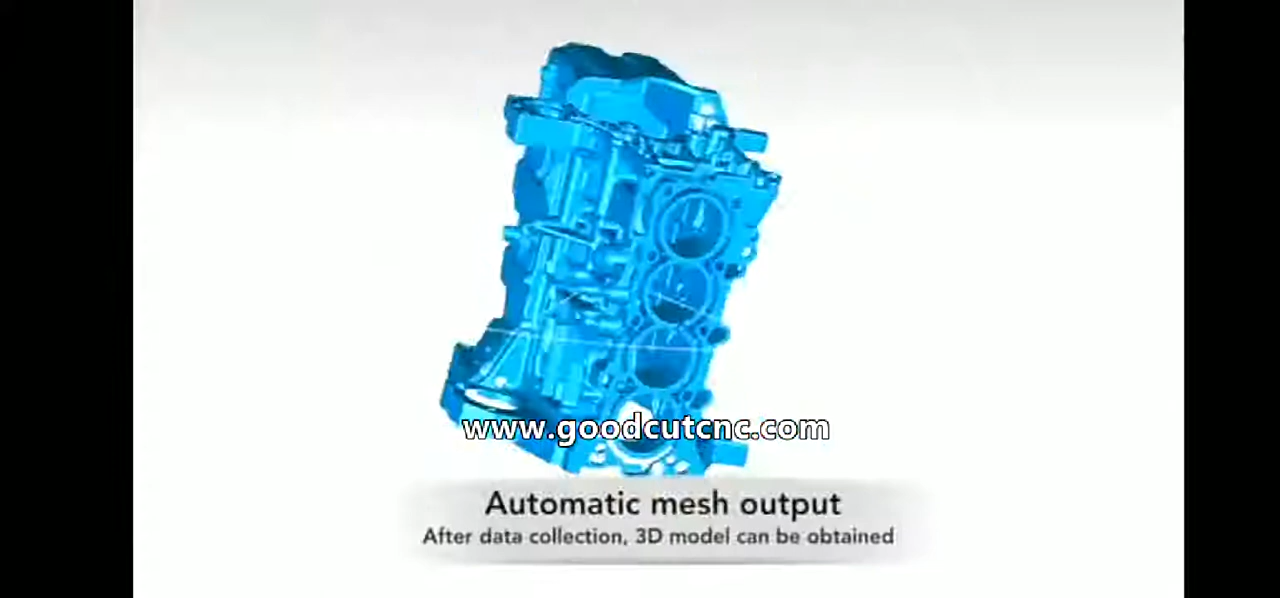 www.goodcutcnc.com
Automatic mesh output
After data collection, 3D model can be obtained